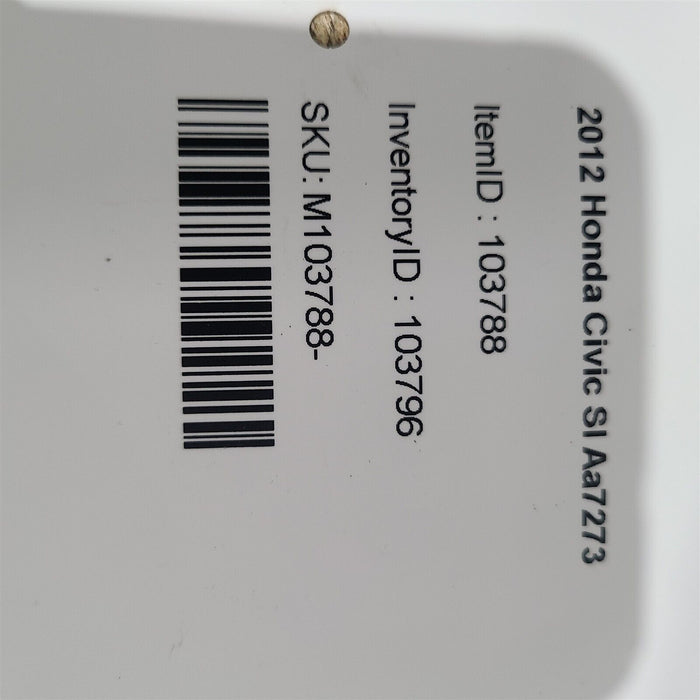 2012 Honda Civic SI Aa7273
ItemID : 103788
InventoryID : 103796
SKU: M103788-